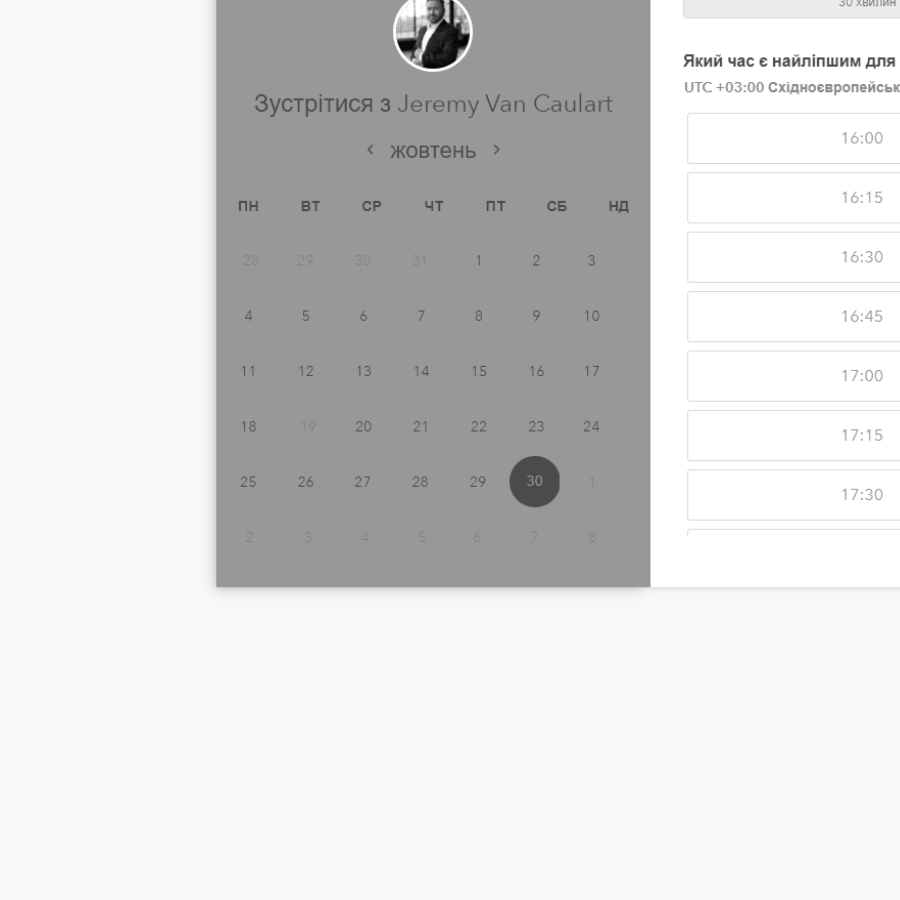 Зустрітися з Jeremy Van Caulart
‹ жовтень ›
ПН ВТ СР ЧТ ПТ СБ НД
28 29 30 31 1 2 3
4 5 6 7 8 9 10
11 12 13 14 15 16 17
18 19 20 21 22 23 24
25 26 27 28 29 30 1
2 3 4 5 6 7 8
30 хвилин
Який час є найліпшим для
UTC +03:00 Східноєвропейськ
16:00
16:15
16:30
16:45
17:00
17:15
17:30